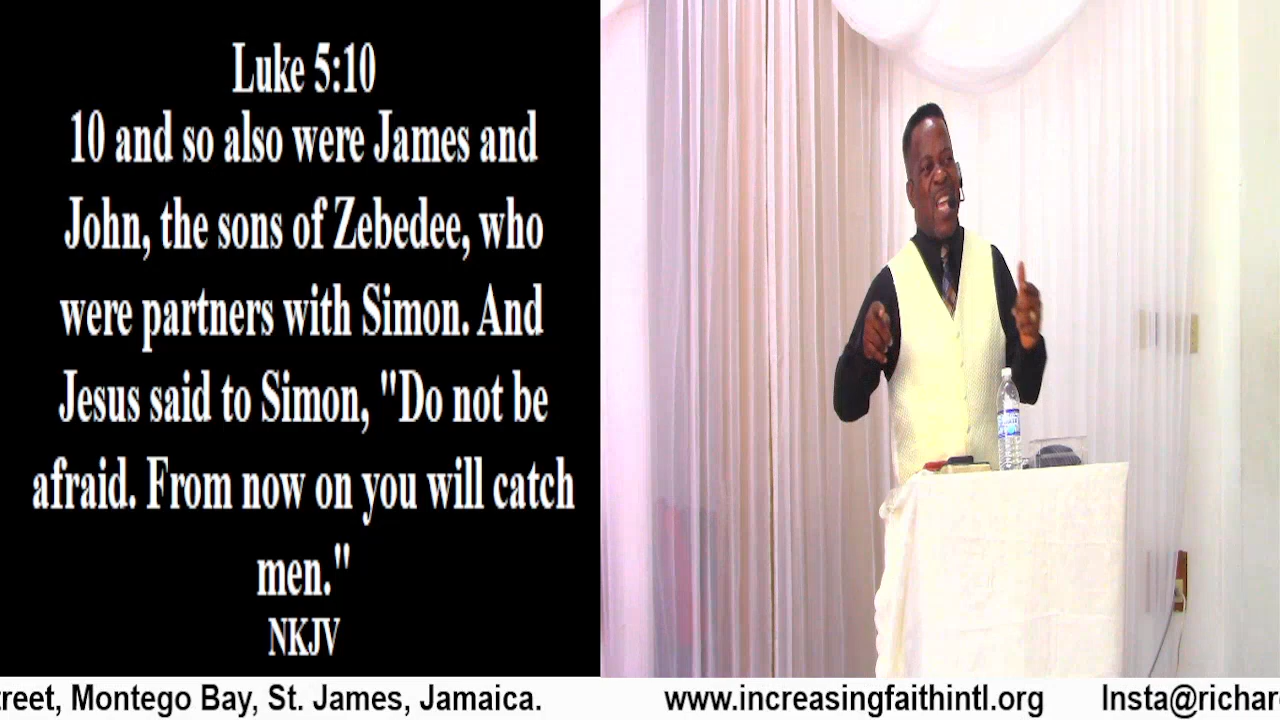 Luke 5:10
10 and so also were James and
John, the sons of Zebedee, who
were partners with Simon. And
Jesus said to Simon, "Do not be
afraid. From now on you will catch
men."
NKJV
treet, Montego Bay, St. James, Jamaica. www.increasingfaithintl.org Insta@richar